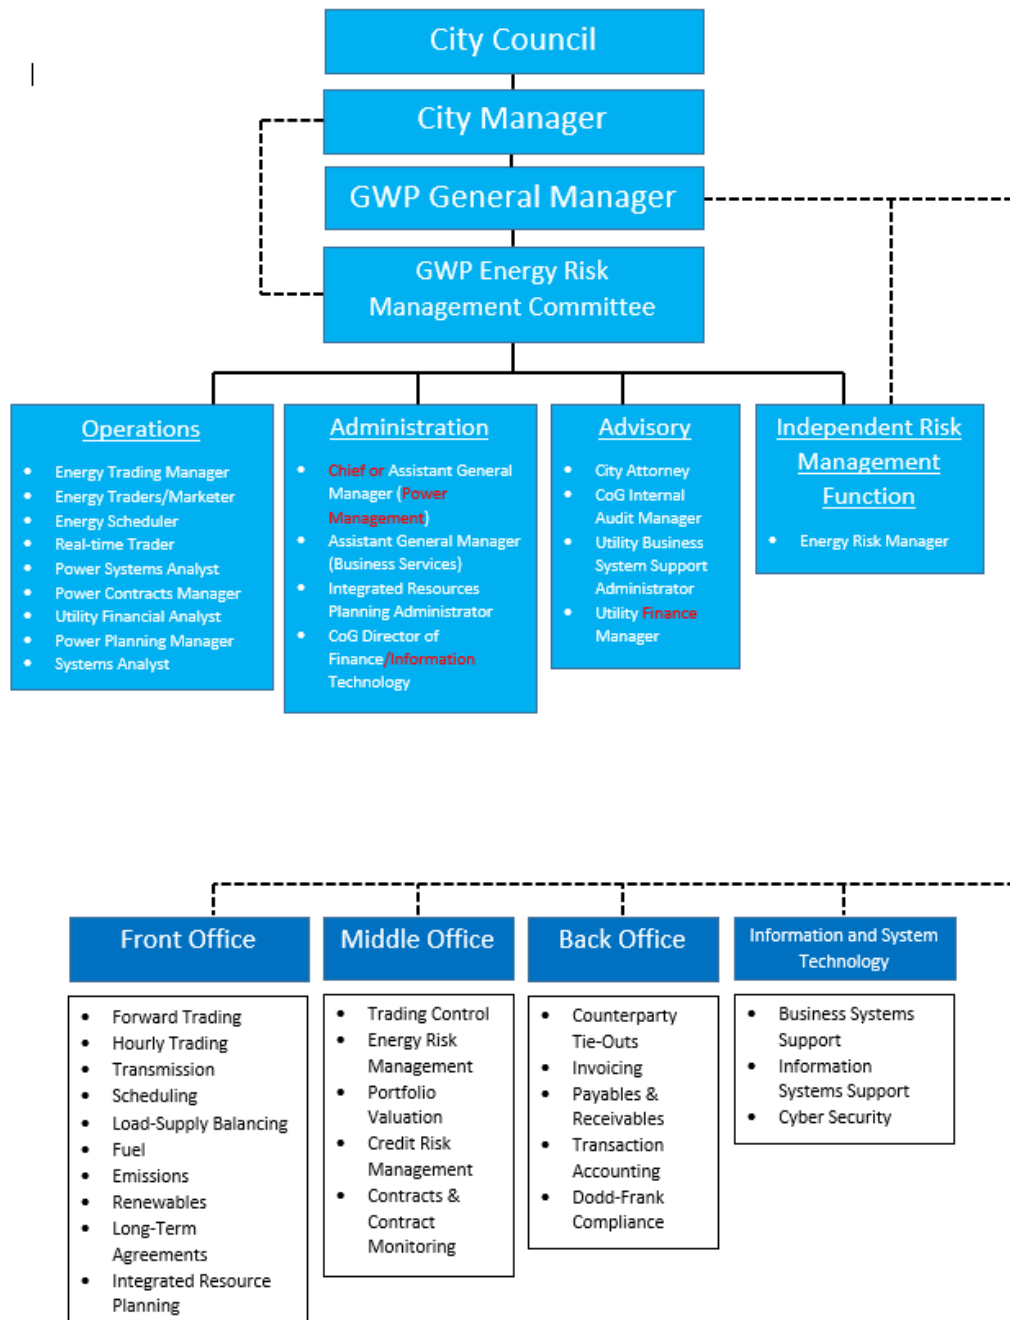 City Council
City Manager
GWP General Manager
GWP Energy Risk
Management Committee
Operations
Energy Trading Manager
Energy Traders/Marketer
Energy Scheduler
Real-time Trader
Power Systems Analyst
Power Contracts Manager
Utility Financial Analyst
Power Planning Manager
Systems Analyst
Administration
Chief or Assistant General
Manager (Power
Management)
Assistant General Manager
(Business Services)
Integrated Resources
Planning Administrator
CoG Director of
Finance/Information
Technology
Advisory
City Attorney
CoG Internal
Audit Manager
Utility Business
System Support
Administrator
Utility Finance
Manager
Independent Risk
Management
Function
Energy Risk Manager
Front Office
Forward Trading
Hourly Trading
Transmission
Scheduling
Load-Supply Balancing
Fuel
Emissions
Renewables
Long-Term
Agreements
Integrated Resource
Planning
Middle Office
Trading Control
Energy Risk
Management
Portfolio
Valuation
Credit Risk
Management
Contracts &
Contract
Monitoring
Back Office
Counterparty
Tie-Outs
Invoicing
Payables &
Receivables
Transaction
Accounting
Dodd-Frank
Compliance
Information and System
Technology
Business Systems
Support
Information
Systems Support
Cyber Security